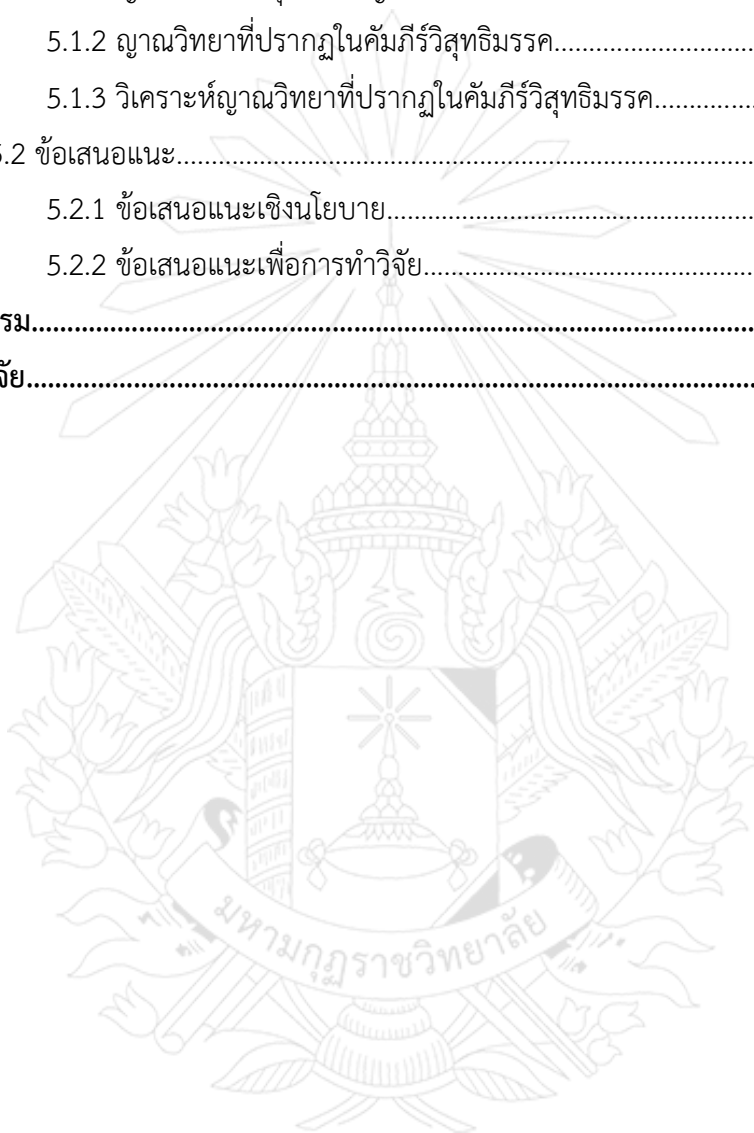 5.1.2 ญาณวิทยาที่ปรากฏในคัมภีร์วิสุทธิมรรค................................
5.1.3 วิเคราะห์ญาณวิทยาที่ปรากฏในคัมภีร์วิสุทธิมรรค................
5.2 ข้อเสนอแนะ................................................................
5.2.1 ข้อเสนอแนะเชิงนโยบาย................................................
5.2.2 ข้อเสนอแนะเพื่อการทำวิจัย................................................
มหามกุฏราชวิทยาลัย